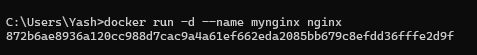 C:\Users\Yash>docker run -d --name mynginx nginx
872b6ae8936a120cc988d7cac9a4a61ef662eda2085bb679c8efdd36fffe2d9f